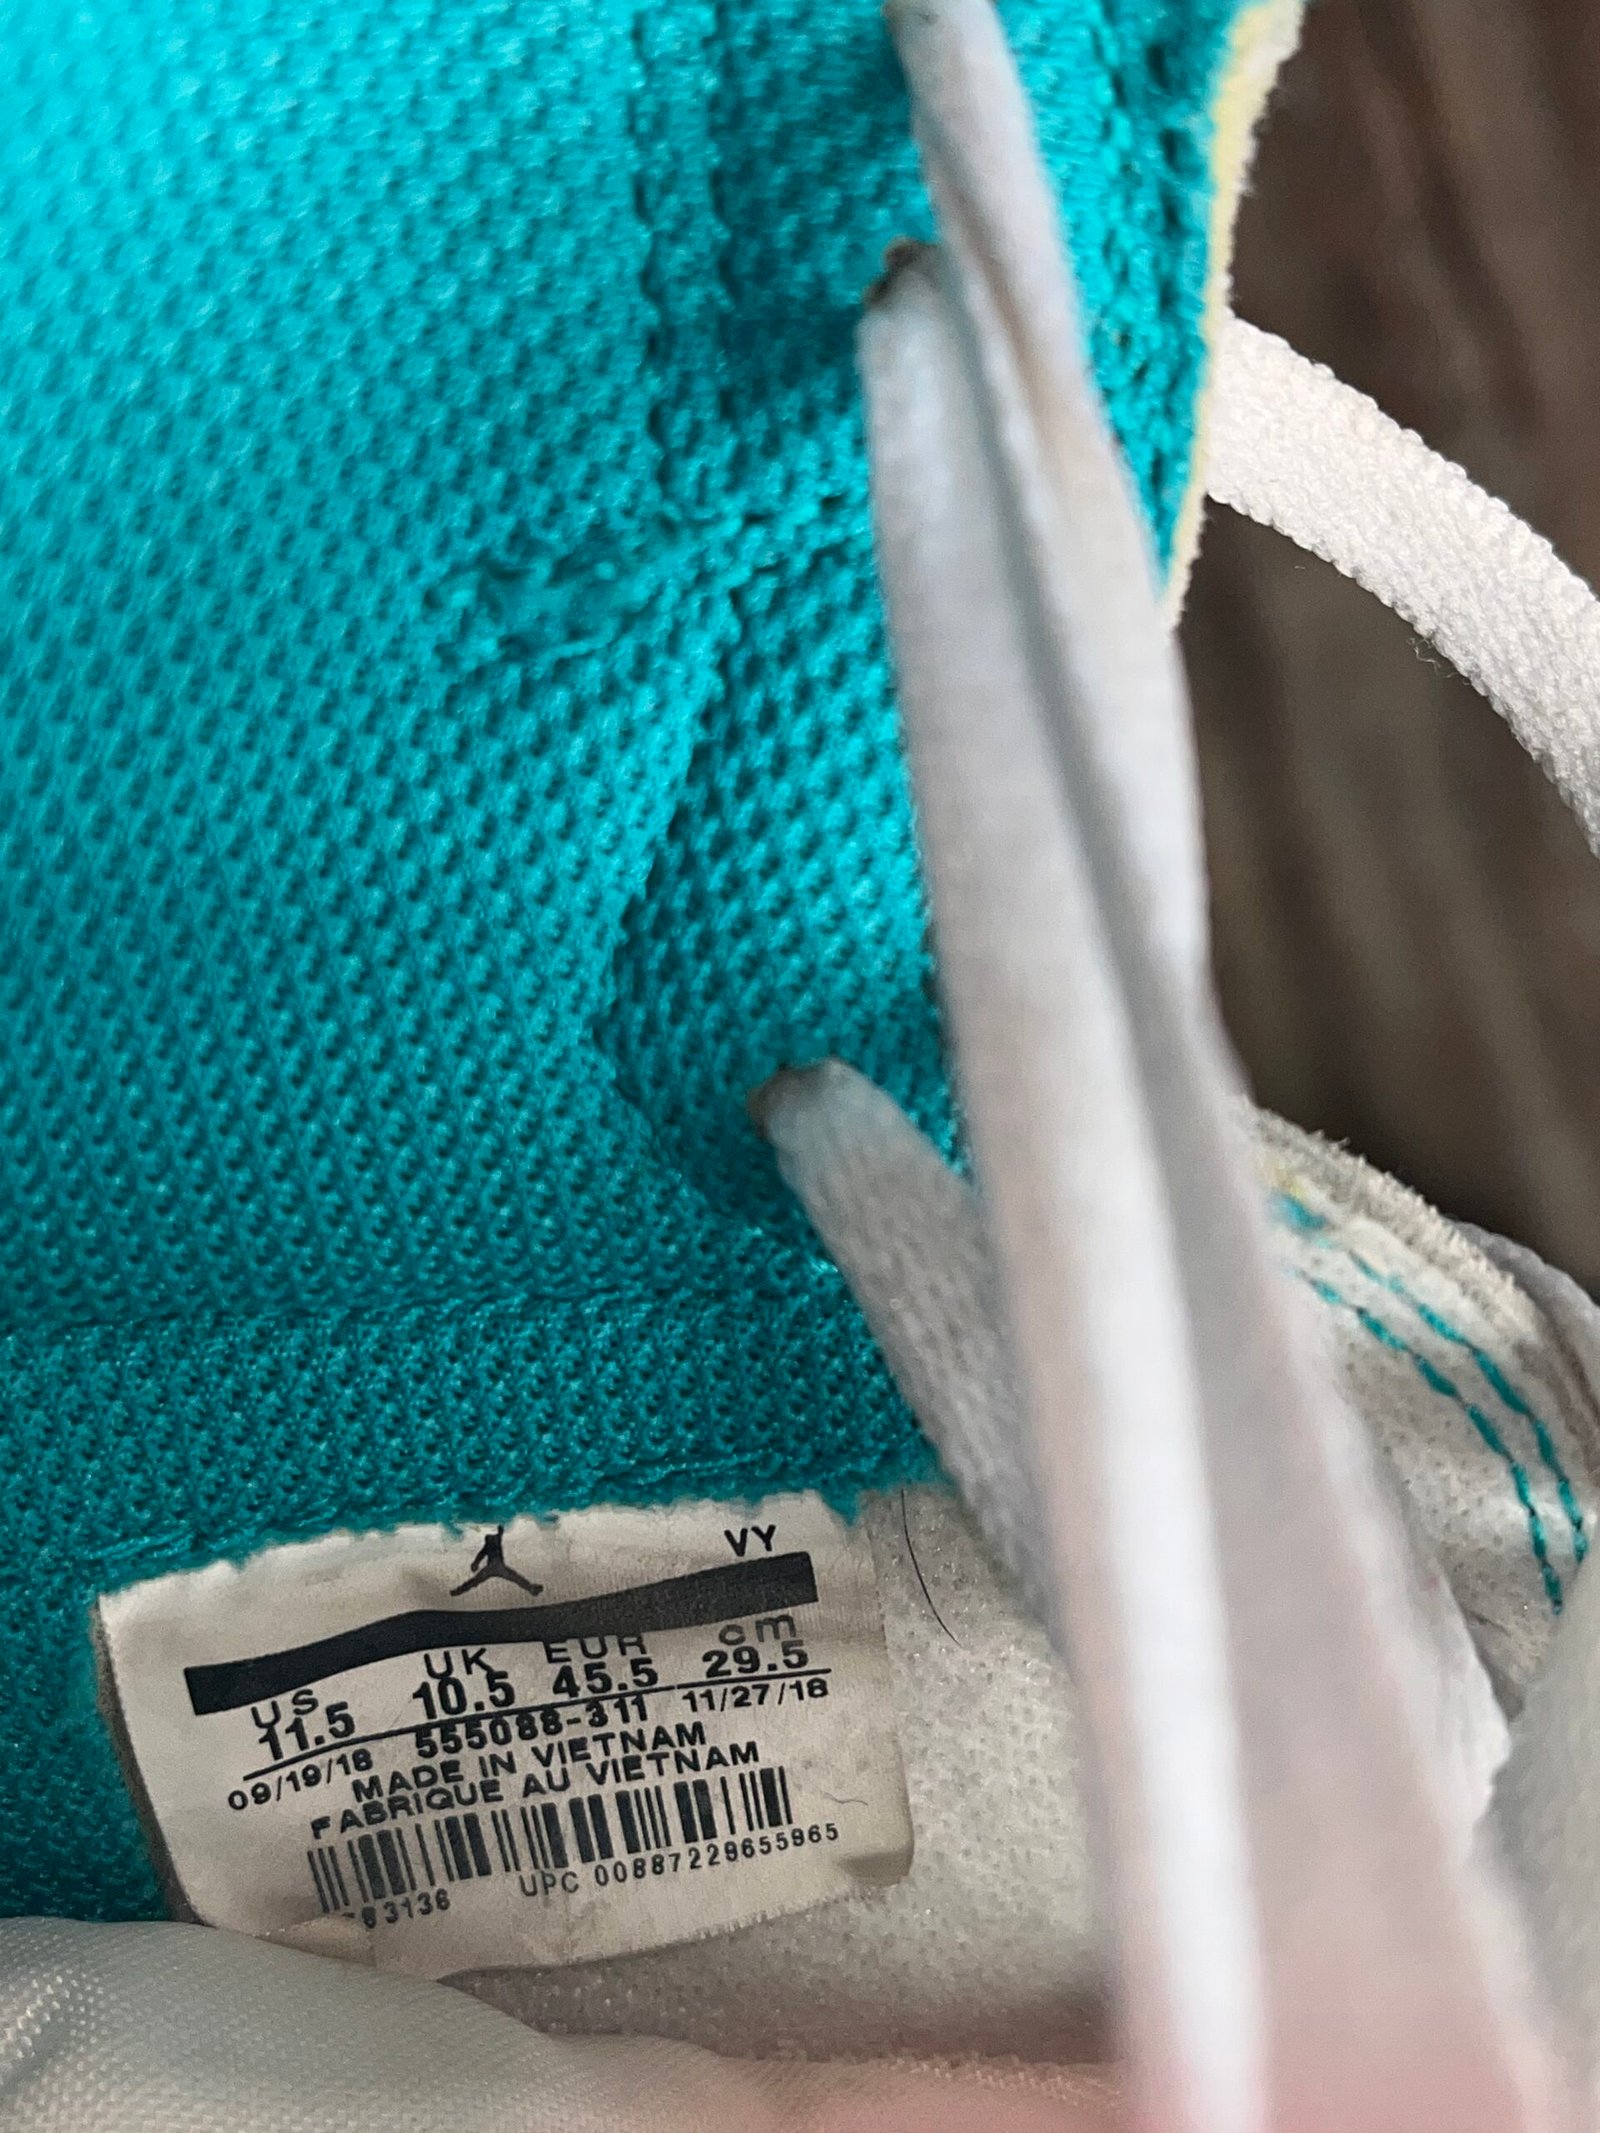 VY
US UK EUR cm
11.5 10.5 45.5 29.5
09/19/18 555088-311 11/27/18
MADE IN VIETNAM
FABRIQUE AU VIETNAM
UPC 00887229655965